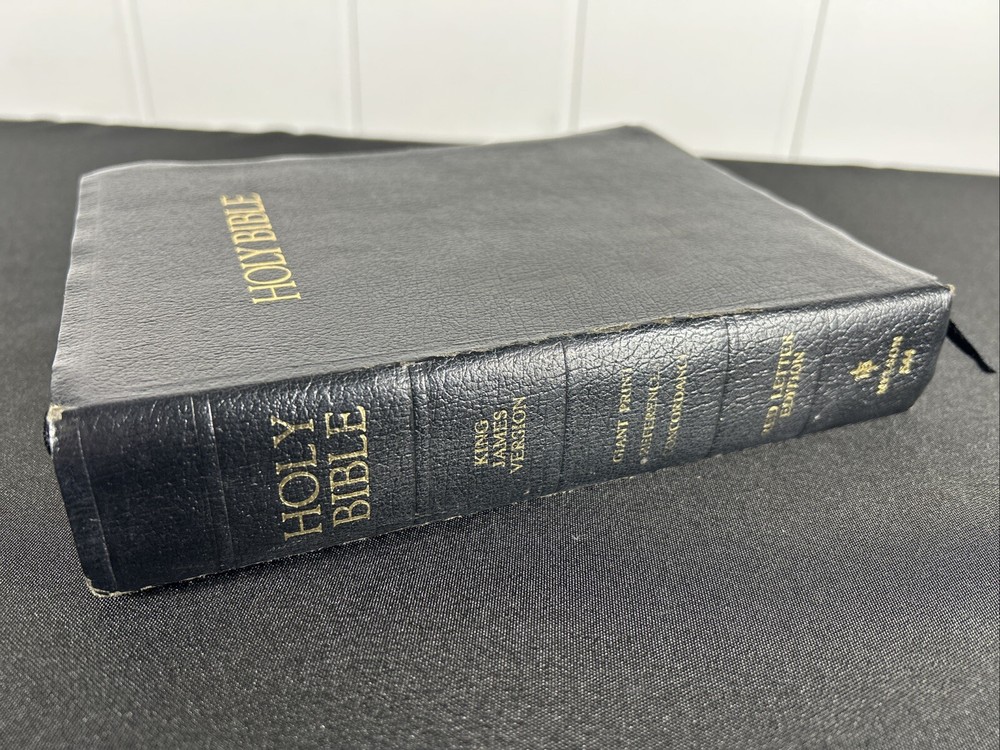 HOLY BIBLE
HOLY
BIBLE
KING
JAMES
VERSION
GIANT PRINT
REFERENCE
CONCORDANCE
RED LETTER
EDITION